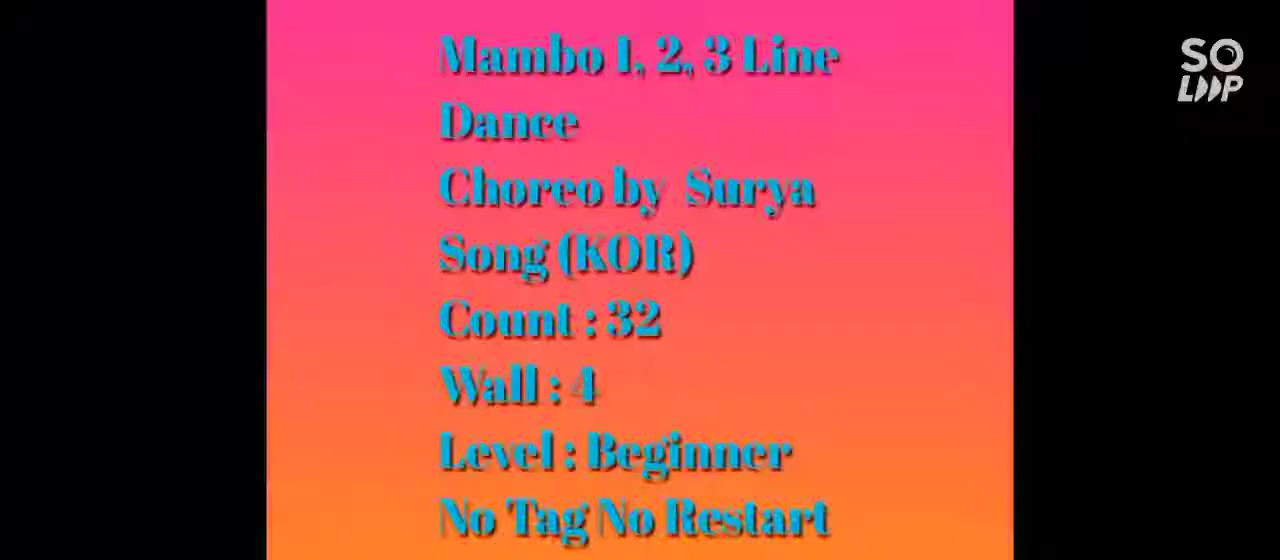 Mambo 1, 2, 3 Line
Dance
Choreo by Surya
Song (KOR)
Count : 32
Wall : 4
Level : Beginner
No Tag No Restart
SO
LOOP